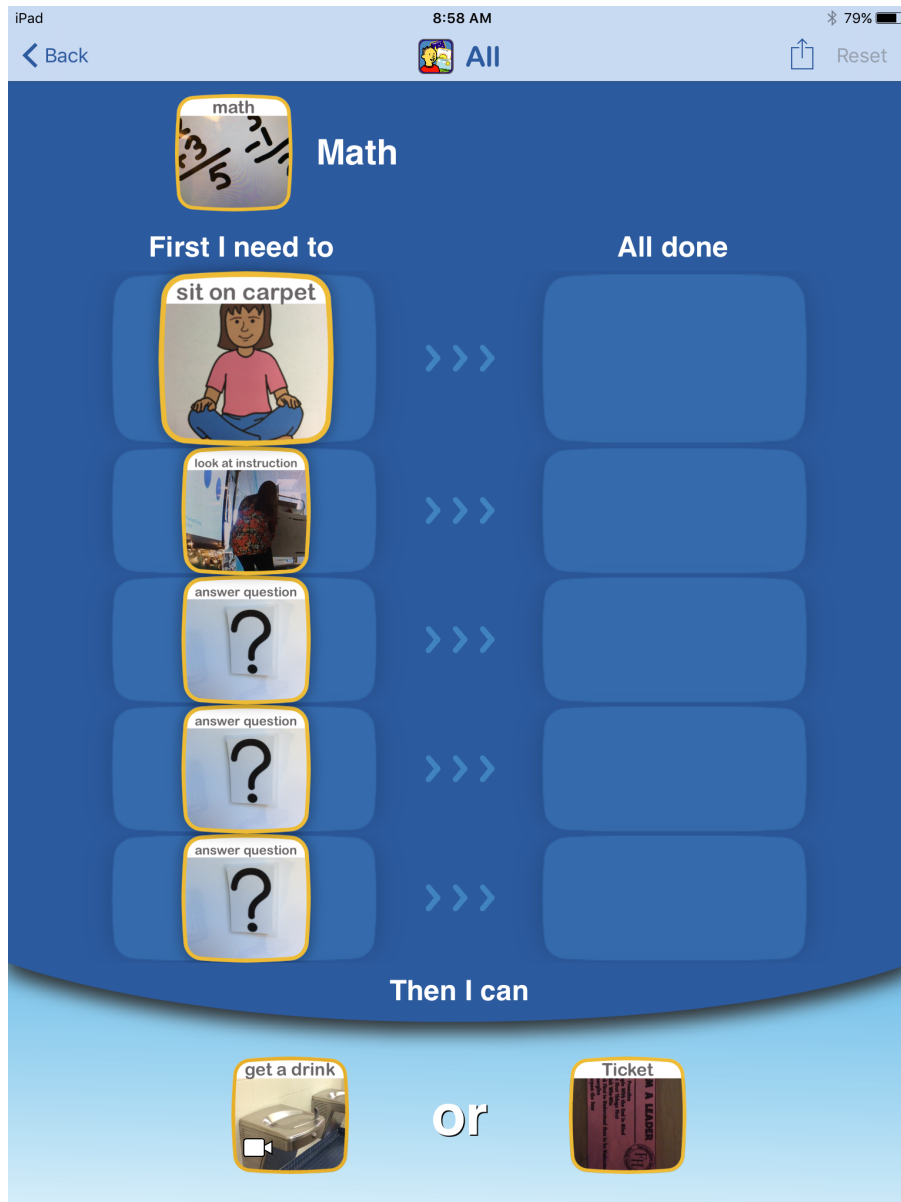 iPad 8:58 AM 79%
Back All Reset
math
Math
First I need to All done
sit on carpet
look at instruction
answer question
answer question
answer question
Then I can
get a drink or Ticket
M A LEADER